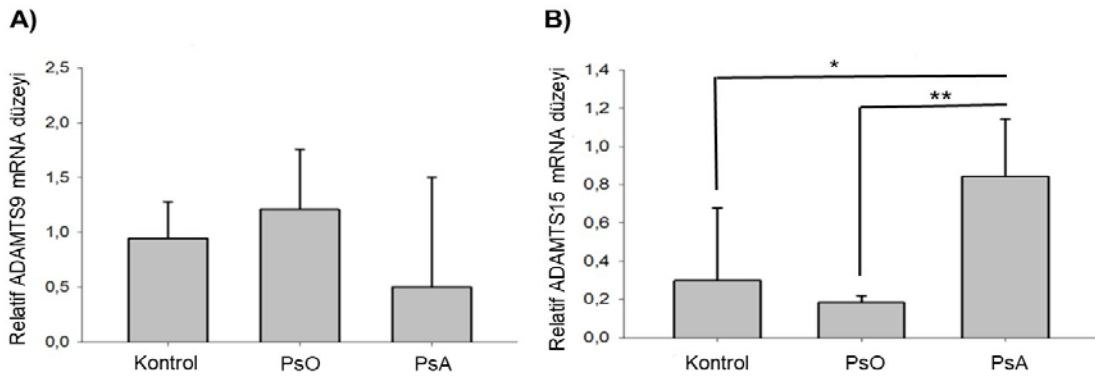 A)
Relatif ADAMTS9 mRNA düzeyi
2,5
2,0
1,5
1,0
0,5
0,0
Kontrol PsO PsA
B)
Relatif ADAMTS15 mRNA düzeyi
1,4
1,2
1,0
0,8
0,6
0,4
0,2
0,0
*
**
Kontrol PsO PsA